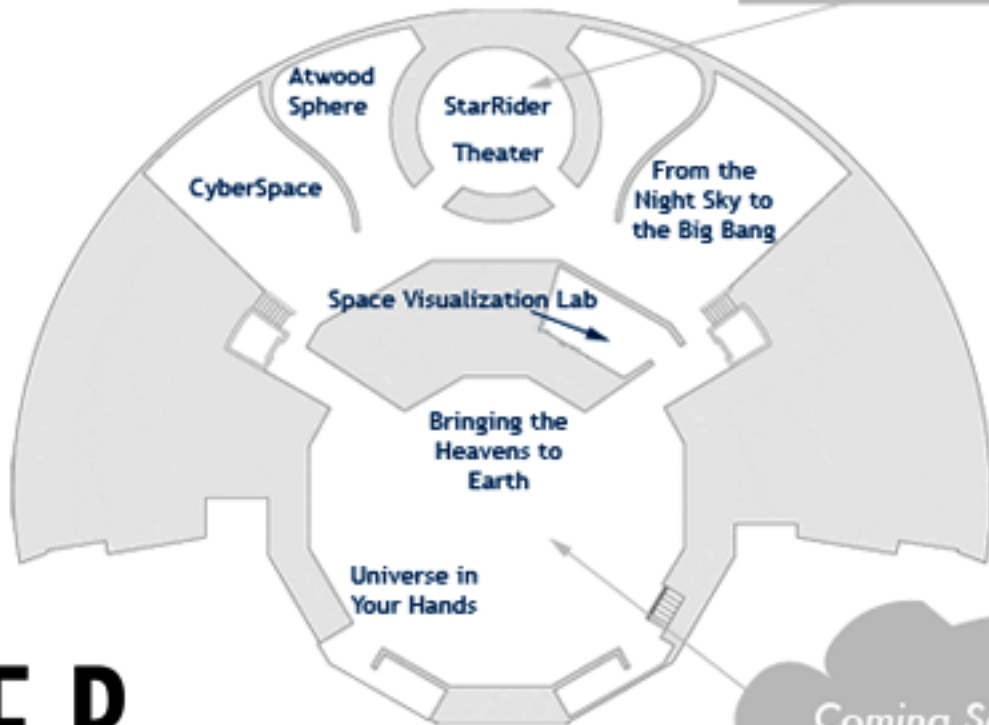 Atwood
Sphere
StarRider
Theater
CyberSpace
From the
Night Sky to
the Big Bang
Space Visualization Lab
Bringing the
Heavens to
Earth
Universe in
Your Hands
Coming S
E R